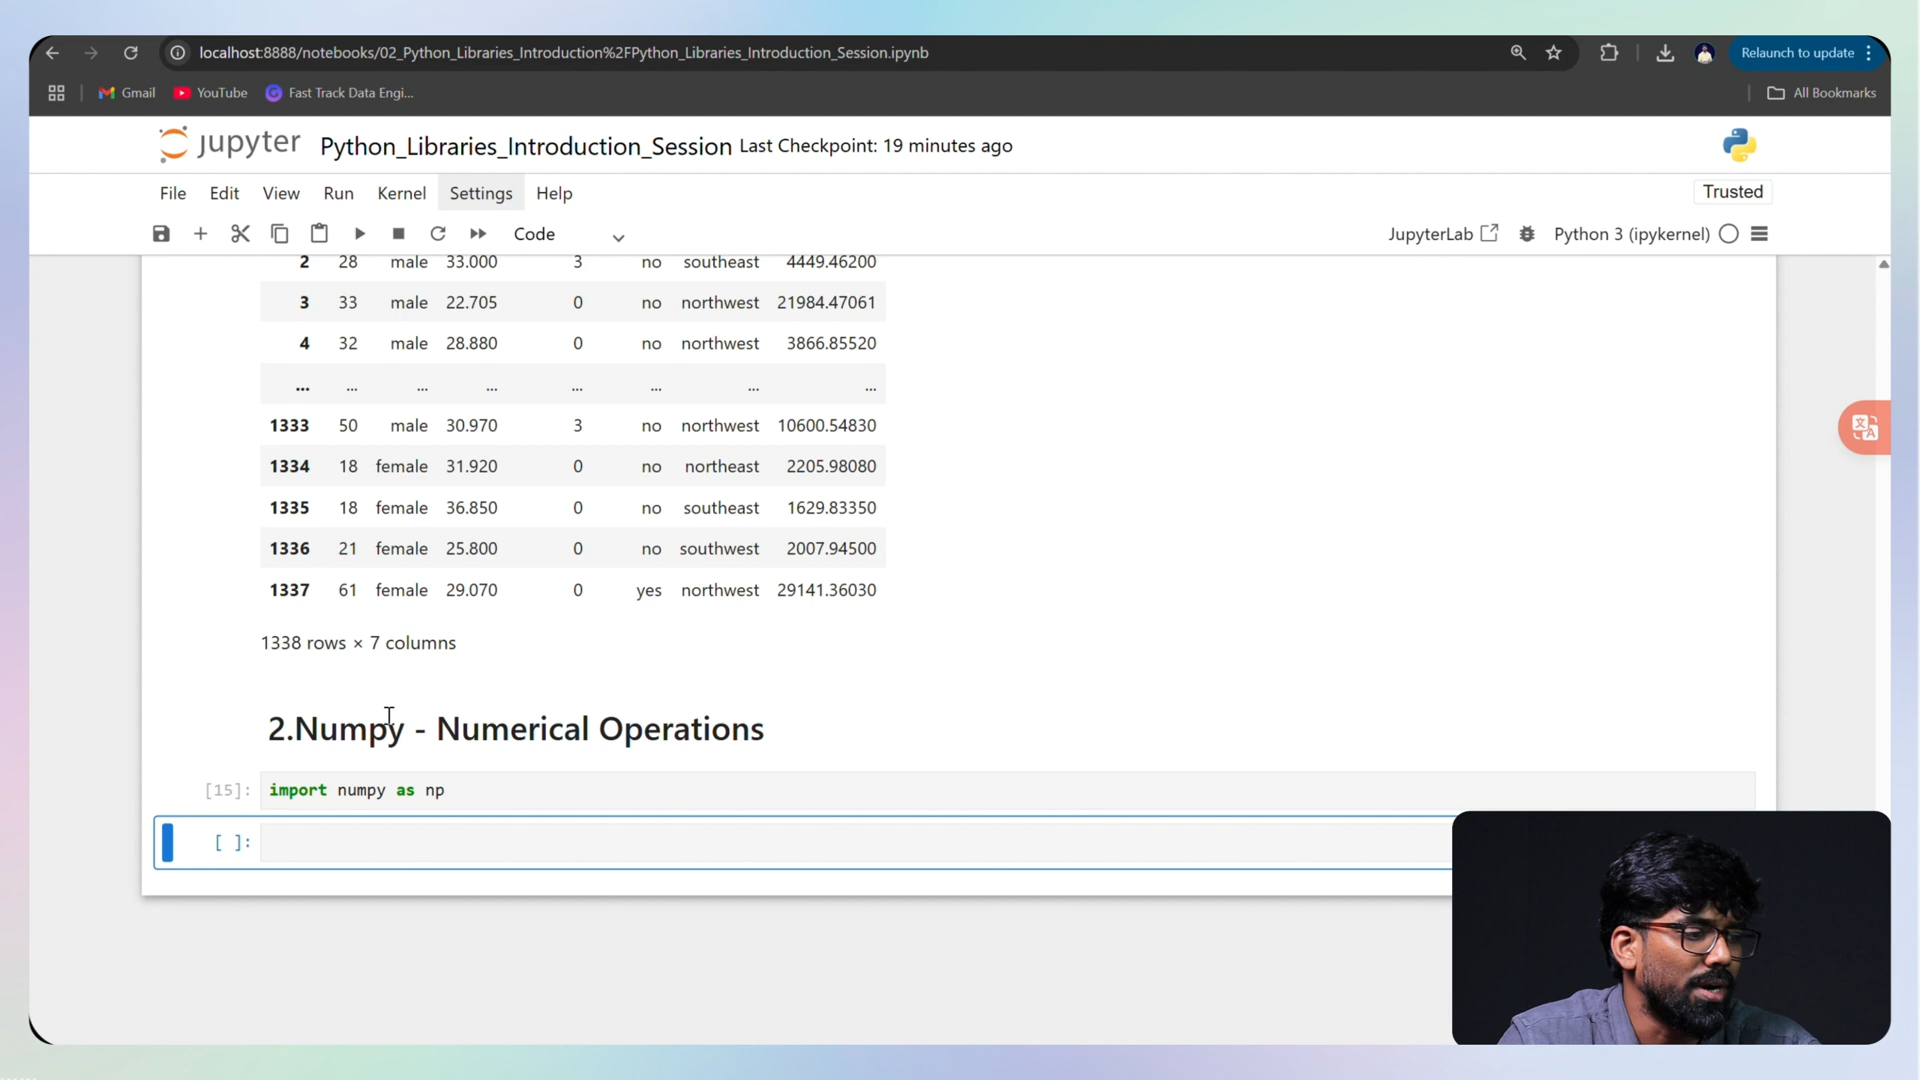 localhost:8888/notebooks/02_Python_Libraries_Introduction%2FPython_Libraries_Introduction_Session.ipynb
Relaunch to update
Gmail
YouTube
Fast Track Data Engi...
All Bookmarks
jupyter
Python_Libraries_Introduction_Session Last Checkpoint: 19 minutes ago
File Edit View Run Kernel Settings Help
Trusted
Code
JupyterLab
Python 3 (ipykernel)
2 28 male 33.000 3 no southeast 4449.46200
3 33 male 22.705 0 no northwest 21984.47061
4 32 male 28.880 0 no northwest 3866.85520
... ... ... ... ... ... ... ...
1333 50 male 30.970 3 no northwest 10600.54830
1334 18 female 31.920 0 no northeast 2205.98080
1335 18 female 36.850 0 no southeast 1629.83350
1336 21 female 25.800 0 no southwest 2007.94500
1337 61 female 29.070 0 yes northwest 29141.36030
1338 rows × 7 columns
2.Numpy - Numerical Operations
[15]: import numpy as np
[ ]: